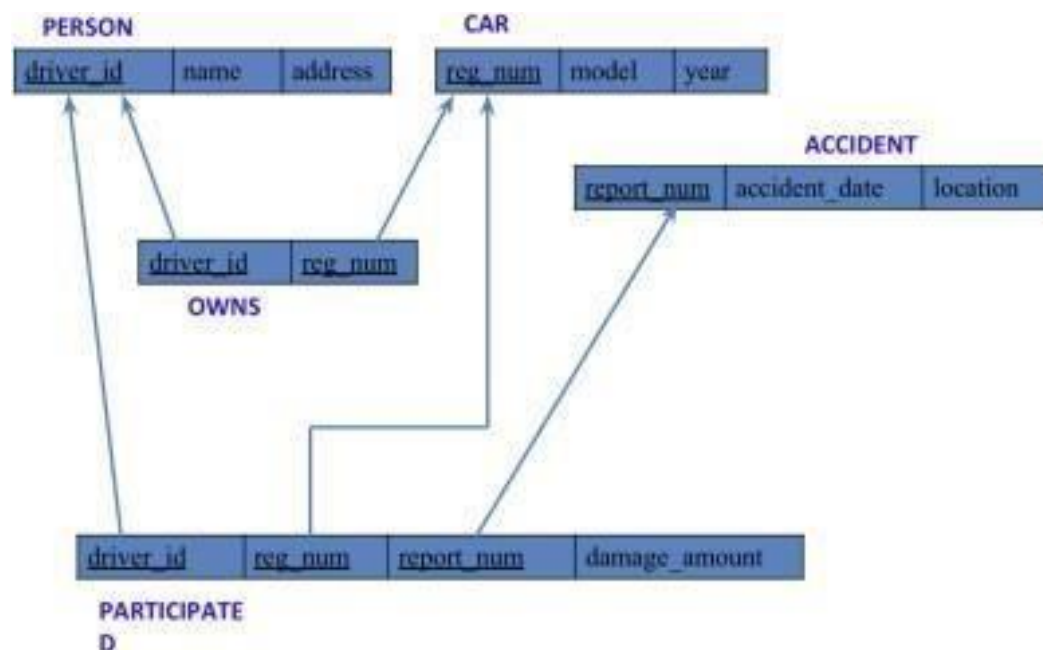 PERSON
driver_id name address
CAR
reg_num model year
ACCIDENT
report_num accident_date location
driver_id reg_num
OWNS
driver_id reg_num report_num damage_amount
PARTICIPATE
D